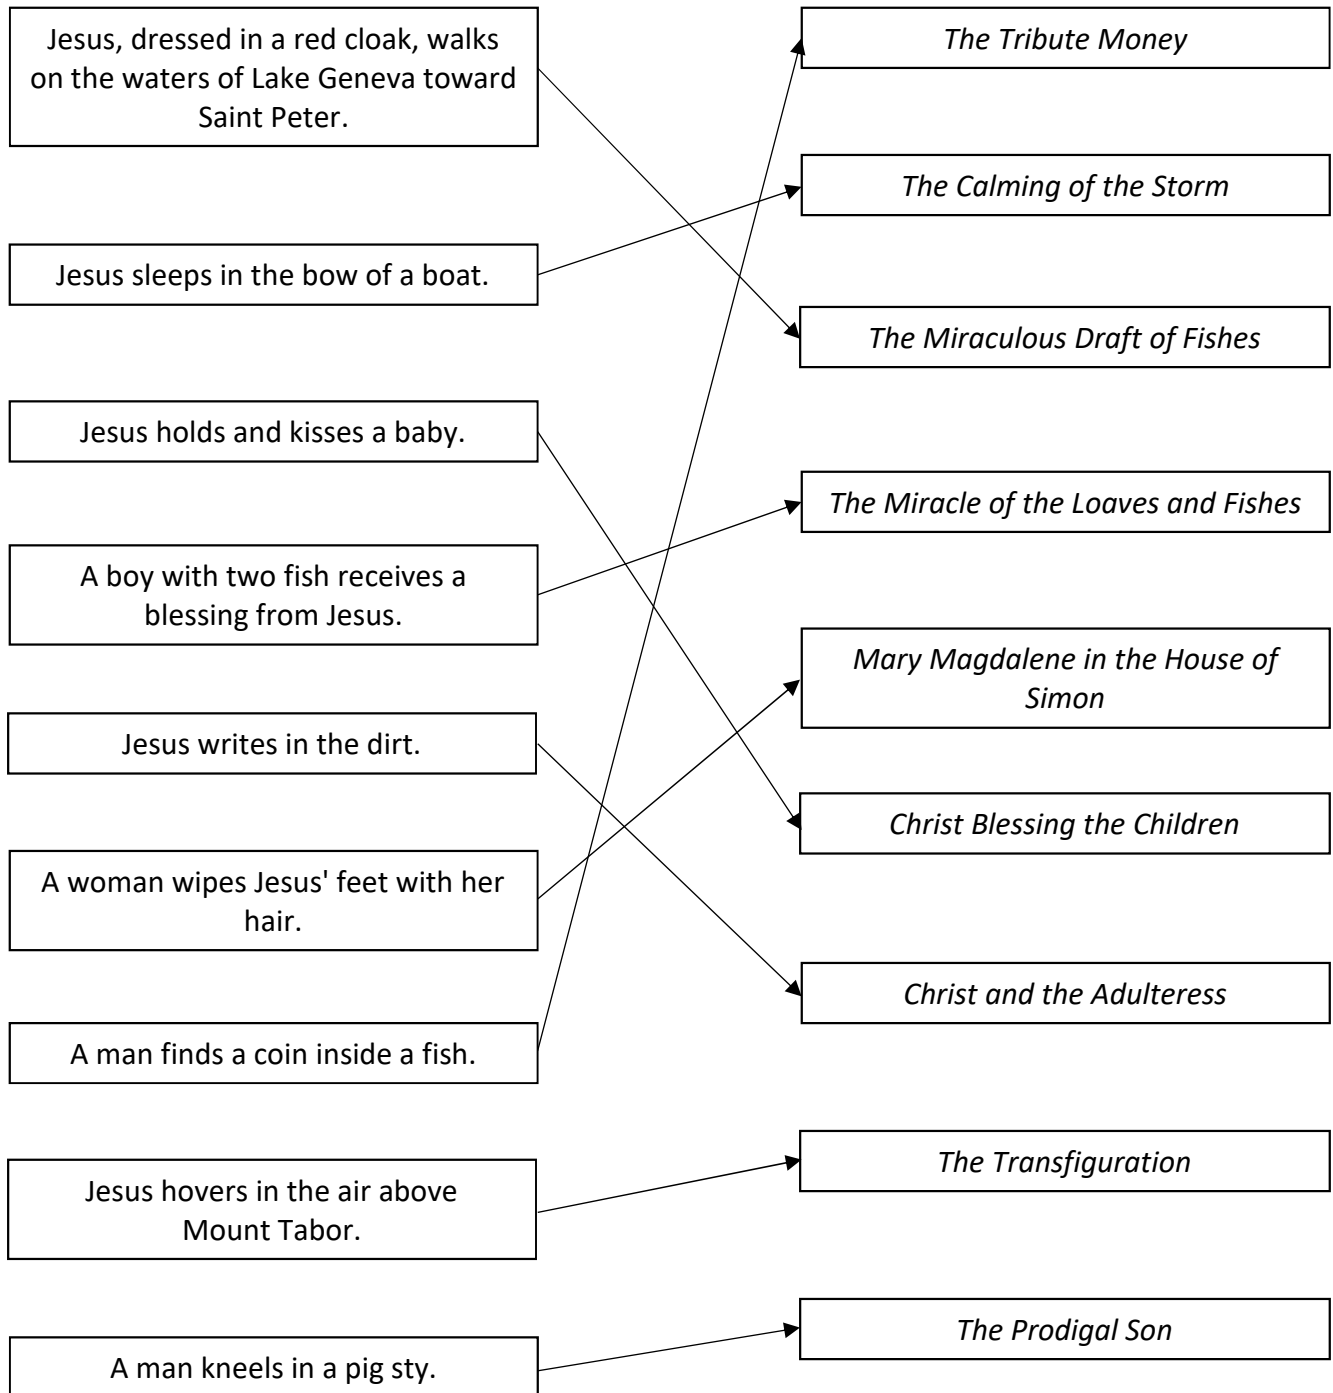 Jesus, dressed in a red cloak, walks
on the waters of Lake Geneva toward
Saint Peter.
Jesus sleeps in the bow of a boat.
Jesus holds and kisses a baby.
A boy with two fish receives a
blessing from Jesus.
Jesus writes in the dirt.
A woman wipes Jesus' feet with her
hair.
A man finds a coin inside a fish.
Jesus hovers in the air above
Mount Tabor.
A man kneels in a pig sty.
The Tribute Money
The Calming of the Storm
The Miraculous Draft of Fishes
The Miracle of the Loaves and Fishes
Mary Magdalene in the House of
Simon
Christ Blessing the Children
Christ and the Adulteress
The Transfiguration
The Prodigal Son